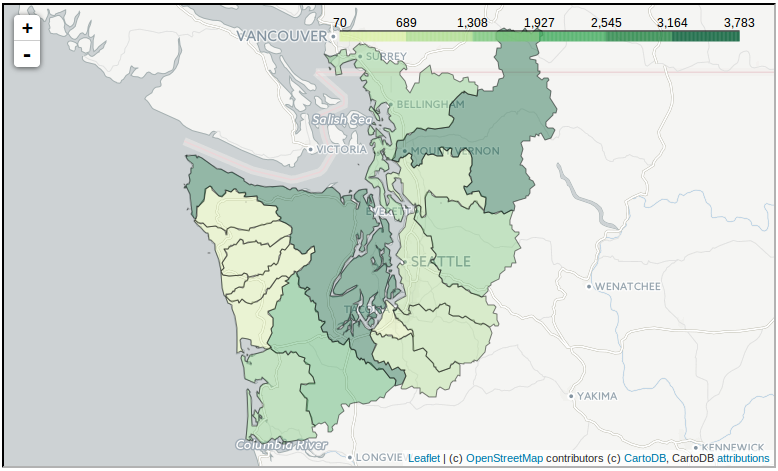 +
-
70 689 1,308 1,927 2,545 3,164 3,783
VANCOUVER
SURREY
BELLINGHAM
Salish Sea
VICTORIA
MOUNT VERNON
EVERETT
SEATTLE
WENATCHEE
TACOMA
YAKIMA
Columbia River
KENNEWICK
LONGVIE
Leaflet | (c) OpenStreetMap contributors (c) CartoDB, CartoDB attributions